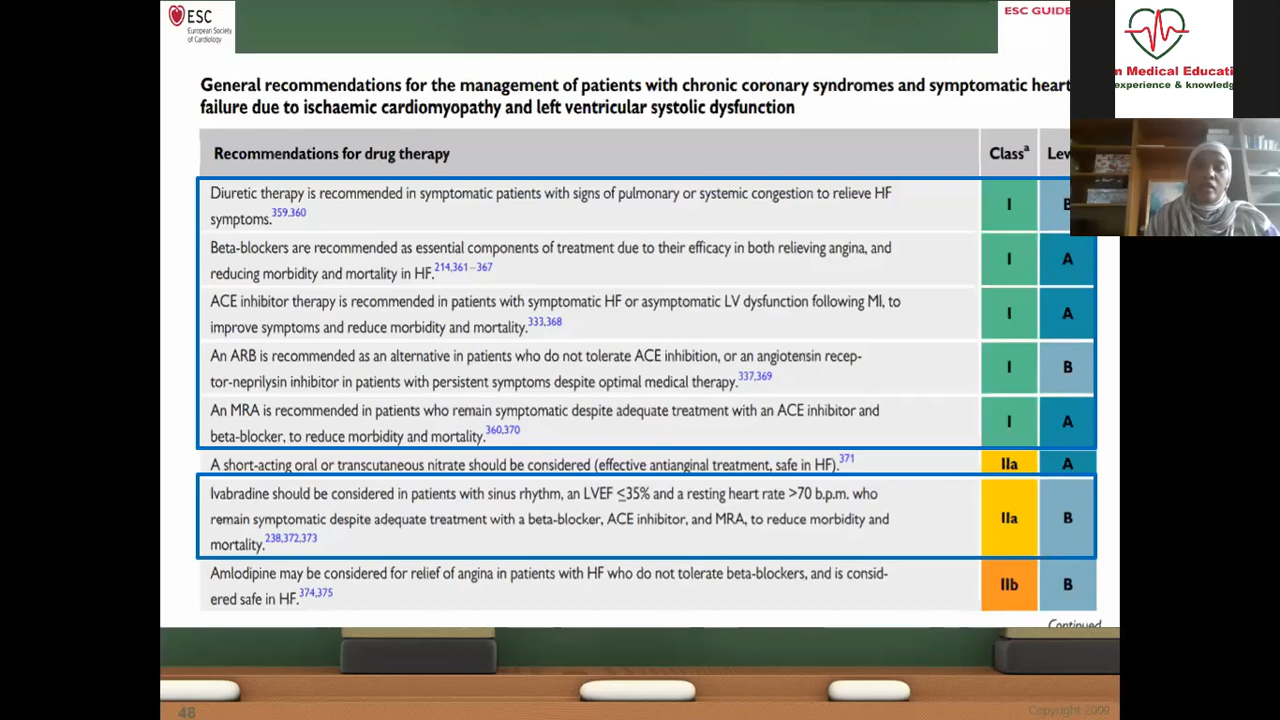 ESC
European Society
of Cardiology
ESC GUIDE
n Medical Educati
experience & knowledg
General recommendations for the management of patients with chronic coronary syndromes and symptomatic heart
failure due to ischaemic cardiomyopathy and left ventricular systolic dysfunction
Recommendations for drug therapy Classa Lev
Diuretic therapy is recommended in symptomatic patients with signs of pulmonary or systemic congestion to relieve HF
symptoms.359,360 I B
Beta-blockers are recommended as essential components of treatment due to their efficacy in both relieving angina, and
reducing morbidity and mortality in HF.214,361–367 I A
ACE inhibitor therapy is recommended in patients with symptomatic HF or asymptomatic LV dysfunction following MI, to
improve symptoms and reduce morbidity and mortality.333,368 I A
An ARB is recommended as an alternative in patients who do not tolerate ACE inhibition, or an angiotensin recep-
tor-neprilysin inhibitor in patients with persistent symptoms despite optimal medical therapy.337,369 I B
An MRA is recommended in patients who remain symptomatic despite adequate treatment with an ACE inhibitor and
beta-blocker, to reduce morbidity and mortality.360,370 I A
A short-acting oral or transcutaneous nitrate should be considered (effective antianginal treatment, safe in HF).371 IIa A
Ivabradine should be considered in patients with sinus rhythm, an LVEF ≤35% and a resting heart rate >70 b.p.m. who
remain symptomatic despite adequate treatment with a beta-blocker, ACE inhibitor, and MRA, to reduce morbidity and IIa B
mortality.238,372,373
Amlodipine may be considered for relief of angina in patients with HF who do not tolerate beta-blockers, and is consid-
ered safe in HF.374,375 IIb B
Continued
48
Copyright 2009